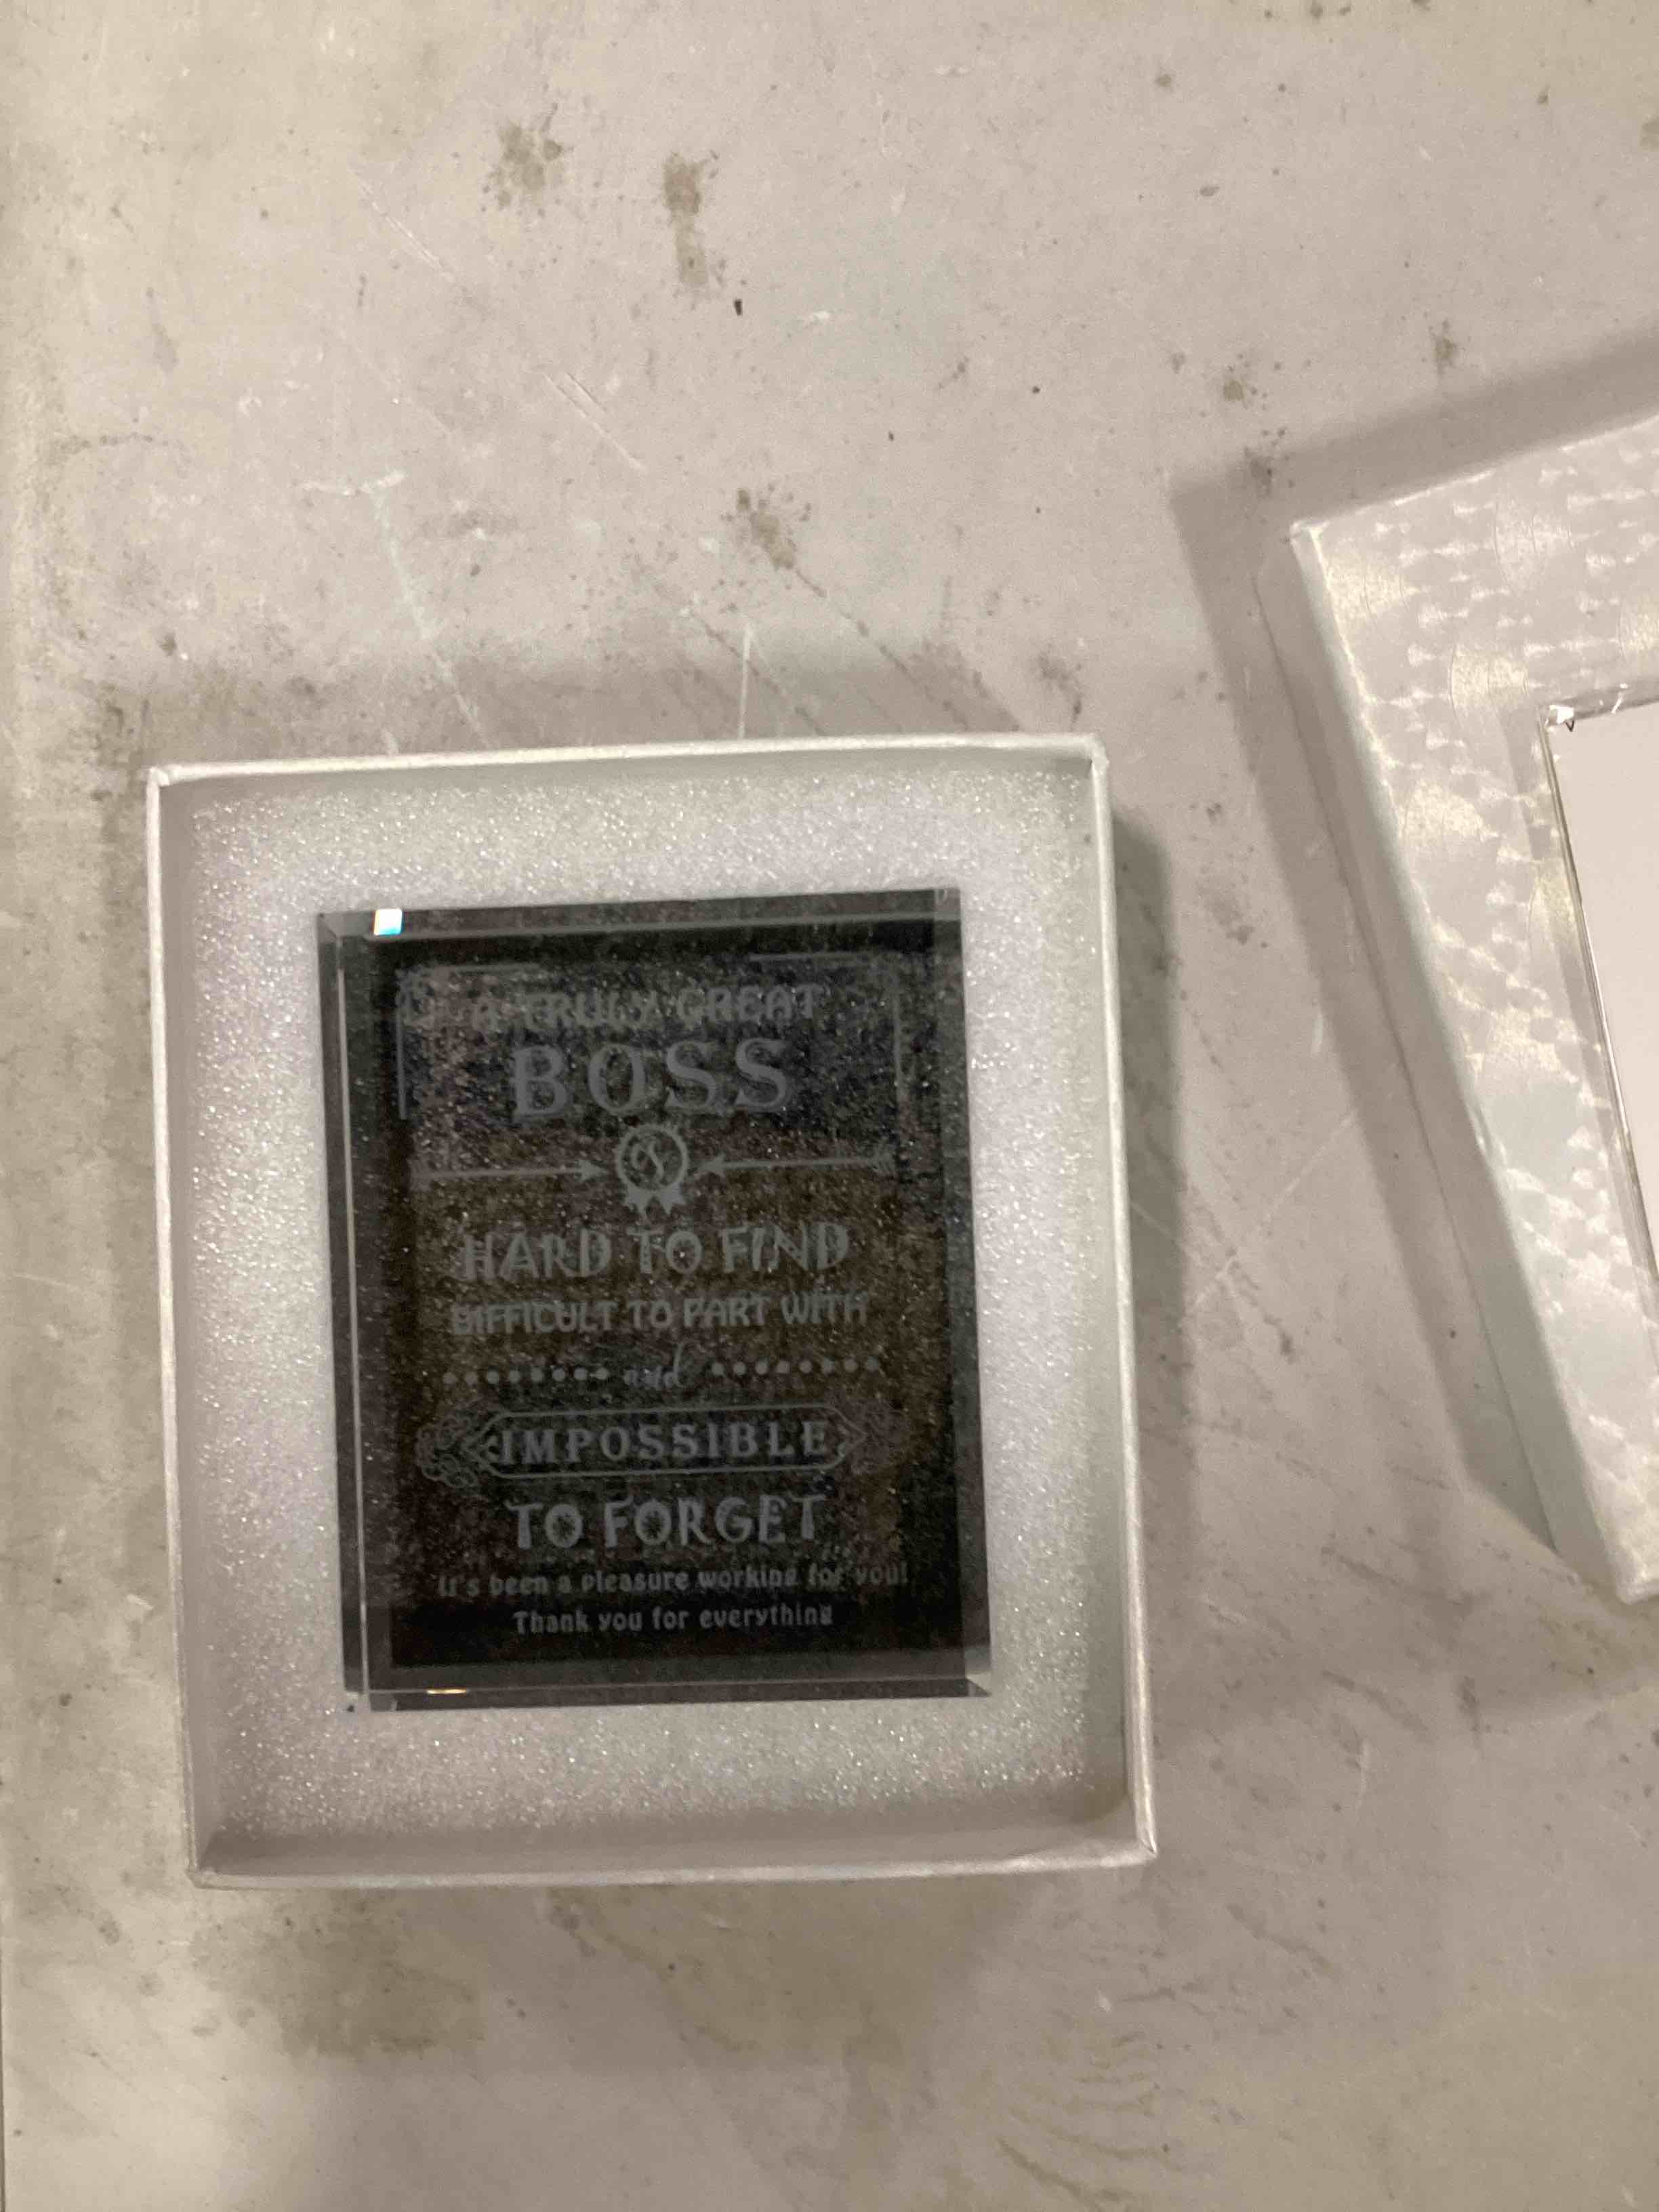 A TRULY GREAT
BOSS
HARD TO FIND
DIFFICULT TO PART WITH
and
IMPOSSIBLE
TO FORGET
It's been a pleasure working for you!
Thank you for everything